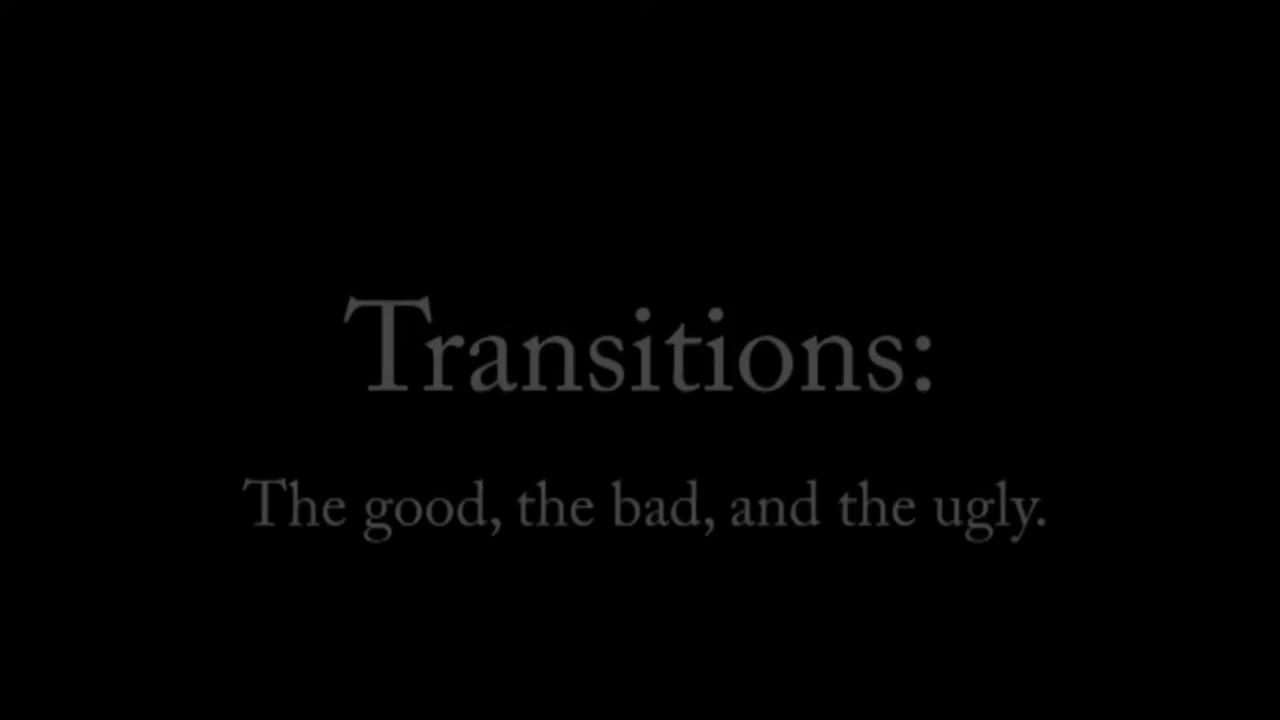 Transitions:
The good, the bad, and the ugly.